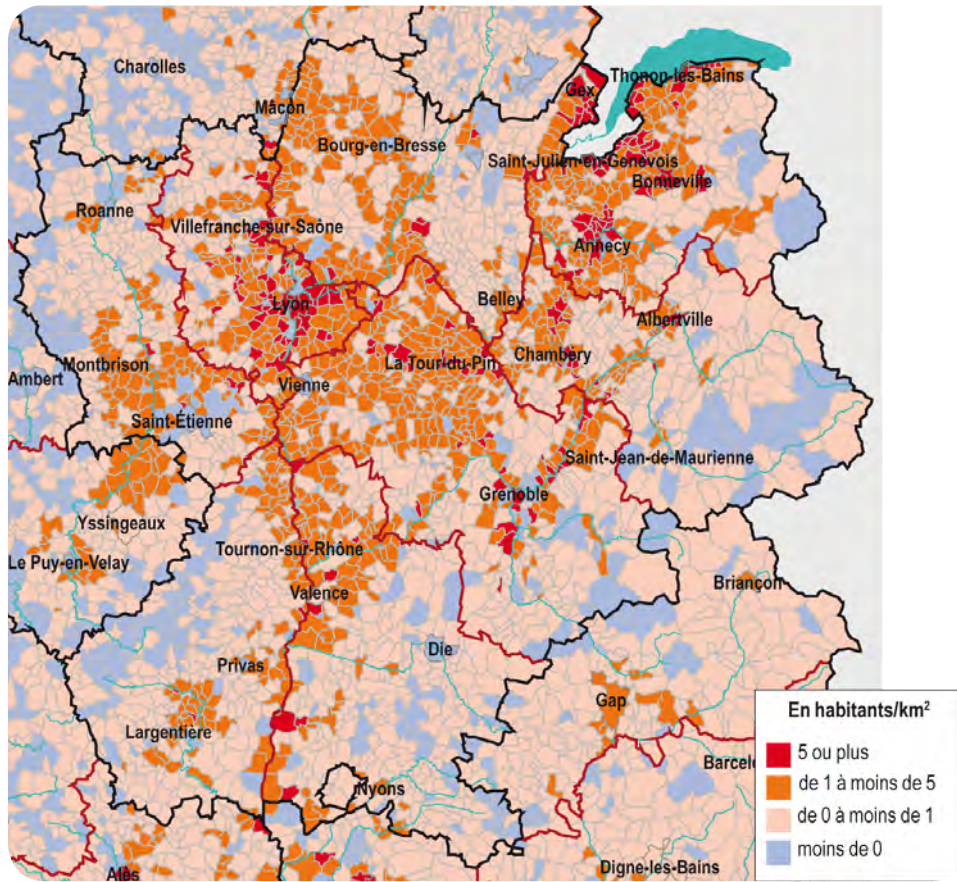 Charolles
Thonon-les-Bains
Gex
Mâcon
Bourg-en-Bresse
Saint-Julien-en-Genevois
Bonneville
Roanne
Villefranche-sur-Saône
Annecy
Lyon
Belley
Albertville
Montbrison
La Tour-du-Pin
Chambéry
Ambert
Vienne
Saint-Étienne
Saint-Jean-de-Maurienne
Grenoble
Yssingeaux
Tournon-sur-Rhône
Le Puy-en-Velay
Briançon
Valence
Die
Privas
Gap
Largentière
En habitants/km²
5 ou plus
de 1 à moins de 5
de 0 à moins de 1
moins de 0
Barcelo
Nyons
Alès
Digne-les-Bains